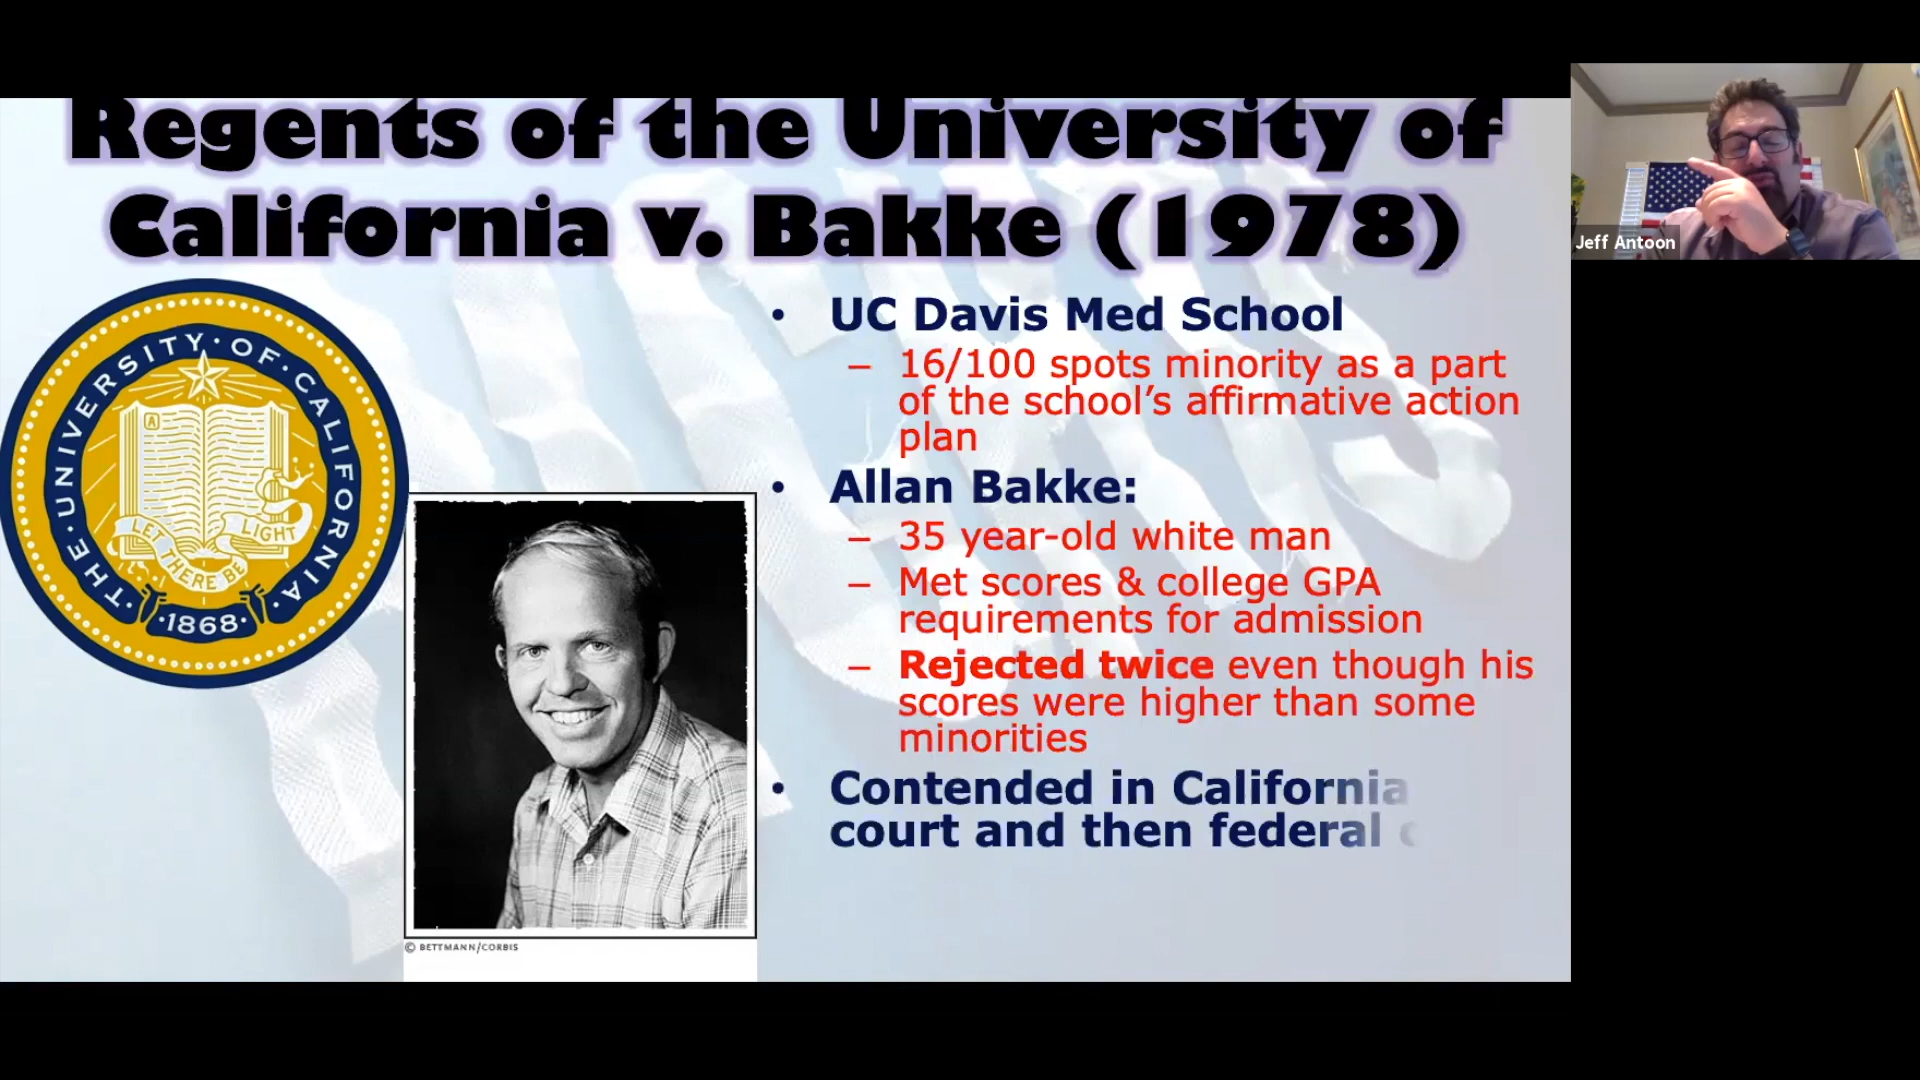 Regents of the University of
California v. Bakke (1978)
THE·UNIVERSITY·OF·CALIFORNIA·
A
LET THERE BE LIGHT
·1868·
© BETTMANN/CORBIS
• UC Davis Med School
– 16/100 spots minority as a part
of the school’s affirmative action
plan
• Allan Bakke:
– 35 year-old white man
– Met scores & college GPA
requirements for admission
– Rejected twice even though his
scores were higher than some
minorities
• Contended in California
court and then federal
Jeff Antoon